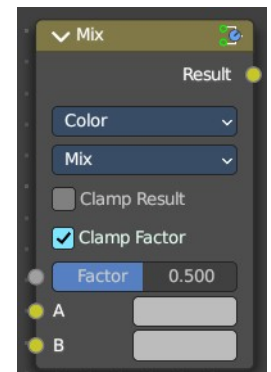 Mix
Result
Color
Mix
Clamp Result
Clamp Factor
Factor 0.500
A
B